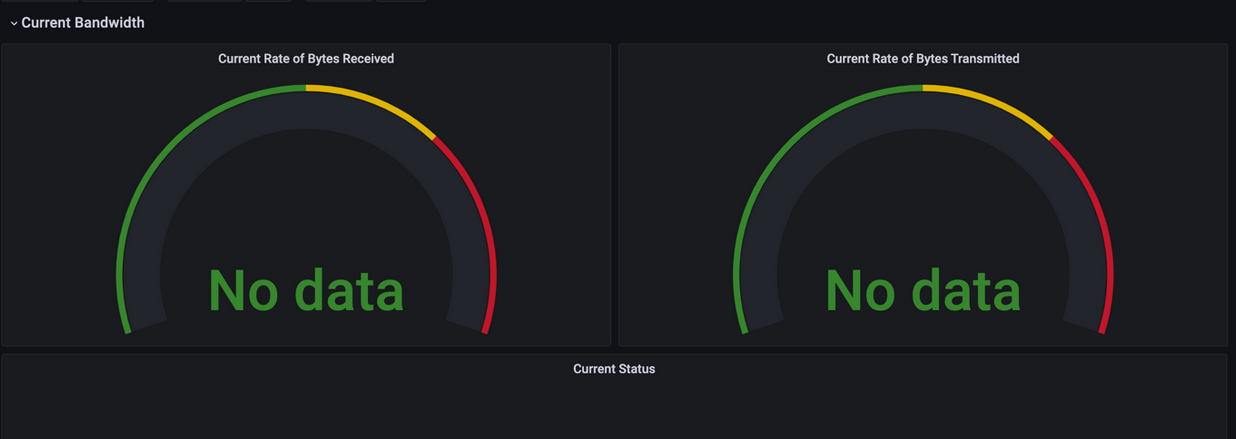 Current Bandwidth
Current Rate of Bytes Received
Current Rate of Bytes Transmitted
No data
No data
Current Status